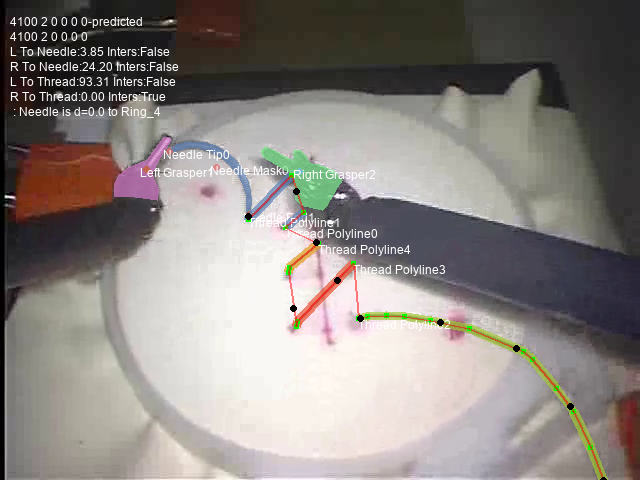 4100 2 0 0 0 0-predicted
4100 2 0 0 0 0
L To Needle:3.85 Inters:False
R To Needle:24.20 Inters:False
L To Thread:93.31 Inters:False
R To Thread:0.00 Inters:True
: Needle is d=0.0 to Ring_4
Needle Tip0
Left Grasper1
Needle Mask0
Right Grasper2
Thread Polyline1
Thread Polyline0
Thread Polyline4
Thread Polyline3
Thread Polyline2